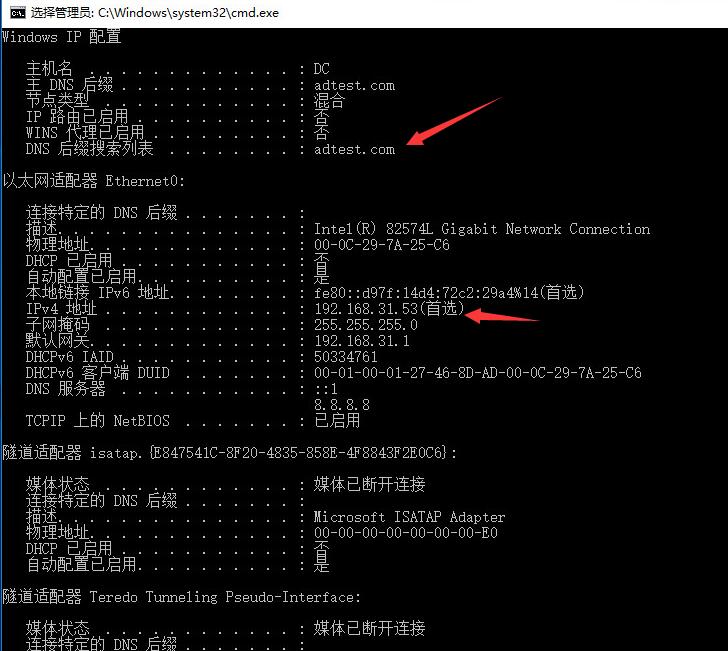 选择管理员: C:\Windows\system32\cmd.exe
Windows IP 配置
主机名 . . . . . . . . . . . . . : DC
主 DNS 后缀 . . . . . . . . . . . : adtest.com
节点类型 . . . . . . . . . . . . : 混合
IP 路由已启用 . . . . . . . . . . : 否
WINS 代理已启用 . . . . . . . . . : 否
DNS 后缀搜索列表 . . . . . . . . : adtest.com
以太网适配器 Ethernet0:
连接特定的 DNS 后缀 . . . . . . . :
描述. . . . . . . . . . . . . . . : Intel(R) 82574L Gigabit Network Connection
物理地址. . . . . . . . . . . . . : 00-0C-29-7A-25-C6
DHCP 已启用 . . . . . . . . . . . : 否
自动配置已启用. . . . . . . . . . : 是
本地链接 IPv6 地址. . . . . . . . : fe80::d97f:14d4:72c2:29a4%14(首选)
IPv4 地址 . . . . . . . . . . . . : 192.168.31.53(首选)
子网掩码 . . . . . . . . . . . . : 255.255.255.0
默认网关. . . . . . . . . . . . . : 192.168.31.1
DHCPv6 IAID . . . . . . . . . . . : 50334761
DHCPv6 客户端 DUID . . . . . . . : 00-01-00-01-27-46-8D-AD-00-0C-29-7A-25-C6
DNS 服务器 . . . . . . . . . . . : ::1
8.8.8.8
TCPIP 上的 NetBIOS . . . . . . . : 已启用
隧道适配器 isatap.{E847541C-8F20-4835-858E-4F8843F2E0C6}:
媒体状态 . . . . . . . . . . . . : 媒体已断开连接
连接特定的 DNS 后缀 . . . . . . . :
描述. . . . . . . . . . . . . . . : Microsoft ISATAP Adapter
物理地址. . . . . . . . . . . . . : 00-00-00-00-00-00-00-E0
DHCP 已启用 . . . . . . . . . . . : 否
自动配置已启用. . . . . . . . . . : 是
隧道适配器 Teredo Tunneling Pseudo-Interface:
媒体状态 . . . . . . . . . . . . : 媒体已断开连接
连接特定的 DNS 后缀 . . . . . . . :